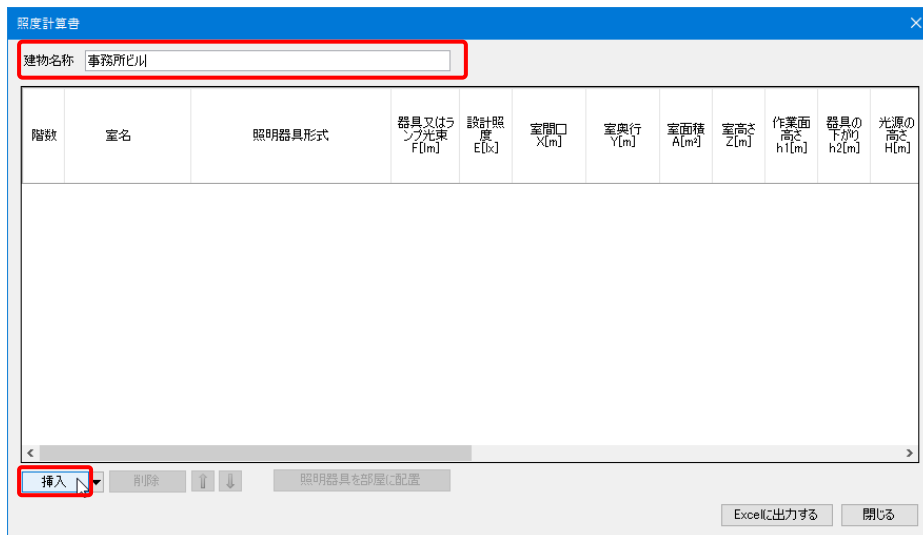 照度計算書
建物名称 事務所ビル
階数 室名 照明器具形式 器具又はランプ光束 F[lm] 設計照度 E[lx] 室間口 X[m] 室奥行 Y[m] 室面積 A[m²] 室高さ Z[m] 作業面高さ h1[m] 器具の下がり h2[m] 光源の高さ H[m]
挿入 削除 照明器具を部屋に配置
Excelに出力する 閉じる